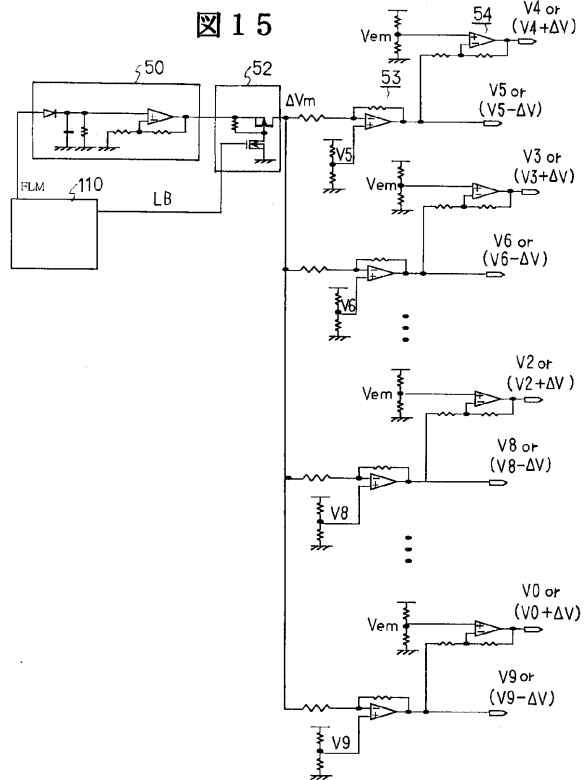 図15
50
52
FLM
110
LB
ΔVm
53
54
Vem
V4 or
(V4+ΔV)
V5
V5 or
(V5-ΔV)
Vem
V3 or
(V3+ΔV)
V6
V6 or
(V6-ΔV)
Vem
V2 or
(V2+ΔV)
V8
V8 or
(V8-ΔV)
Vem
V0 or
(V0+ΔV)
V9
V9 or
(V9-ΔV)